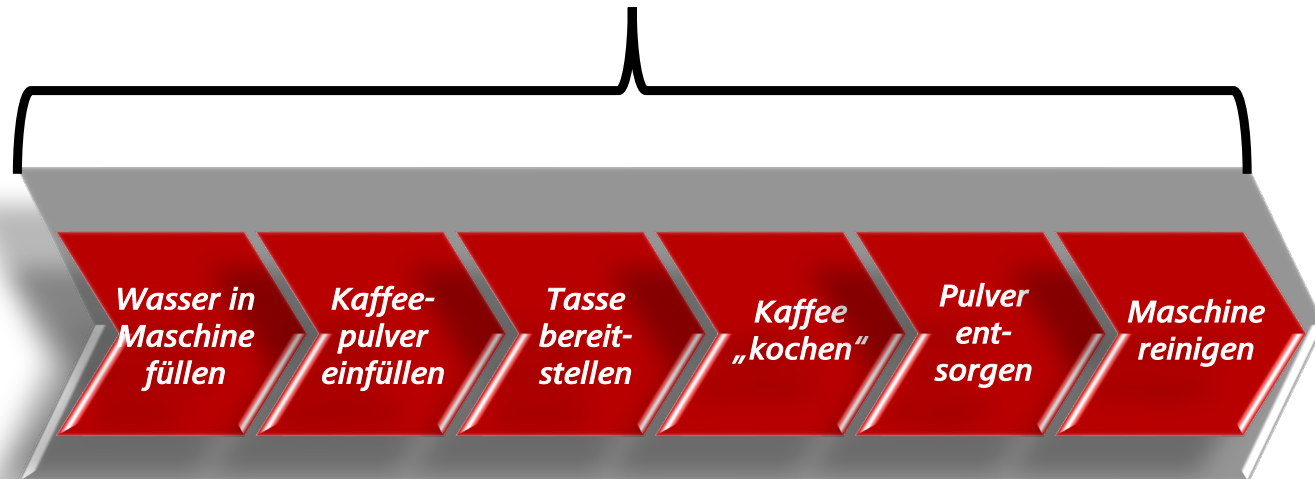 Wasser in
Maschine
füllen
Kaffee-
pulver
einfüllen
Tasse
bereit-
stellen
Kaffee
„kochen“
Pulver
ent-
sorgen
Maschine
reinigen